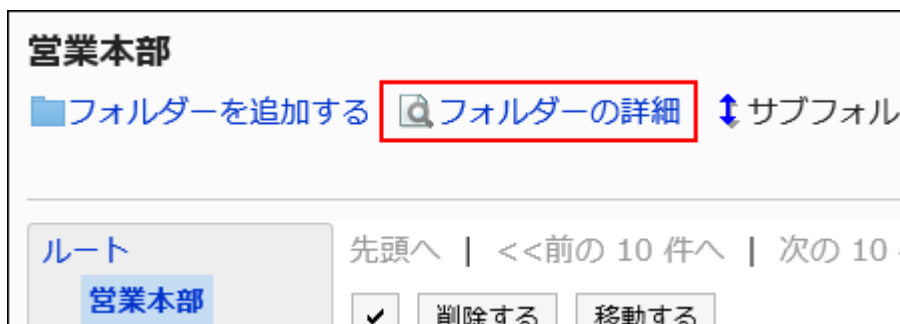 営業本部
フォルダーを追加する フォルダーの詳細 サブフォル
ルート
営業本部
先頭へ | <<前の 10 件へ | 次の 10
削除する 移動する